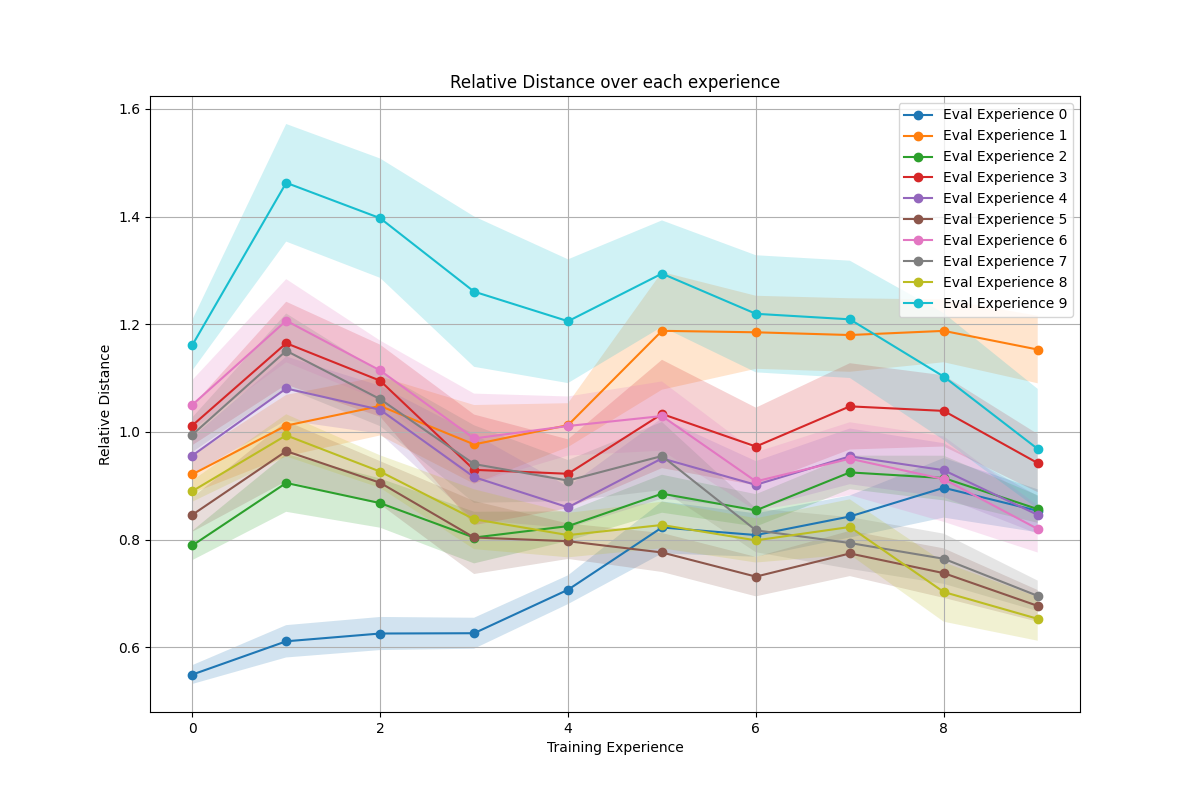 Relative Distance over each experience
1.6
1.4
1.2
1.0
0.8
0.6
Relative Distance
0
2
4
6
8
Training Experience
Eval Experience 0
Eval Experience 1
Eval Experience 2
Eval Experience 3
Eval Experience 4
Eval Experience 5
Eval Experience 6
Eval Experience 7
Eval Experience 8
Eval Experience 9